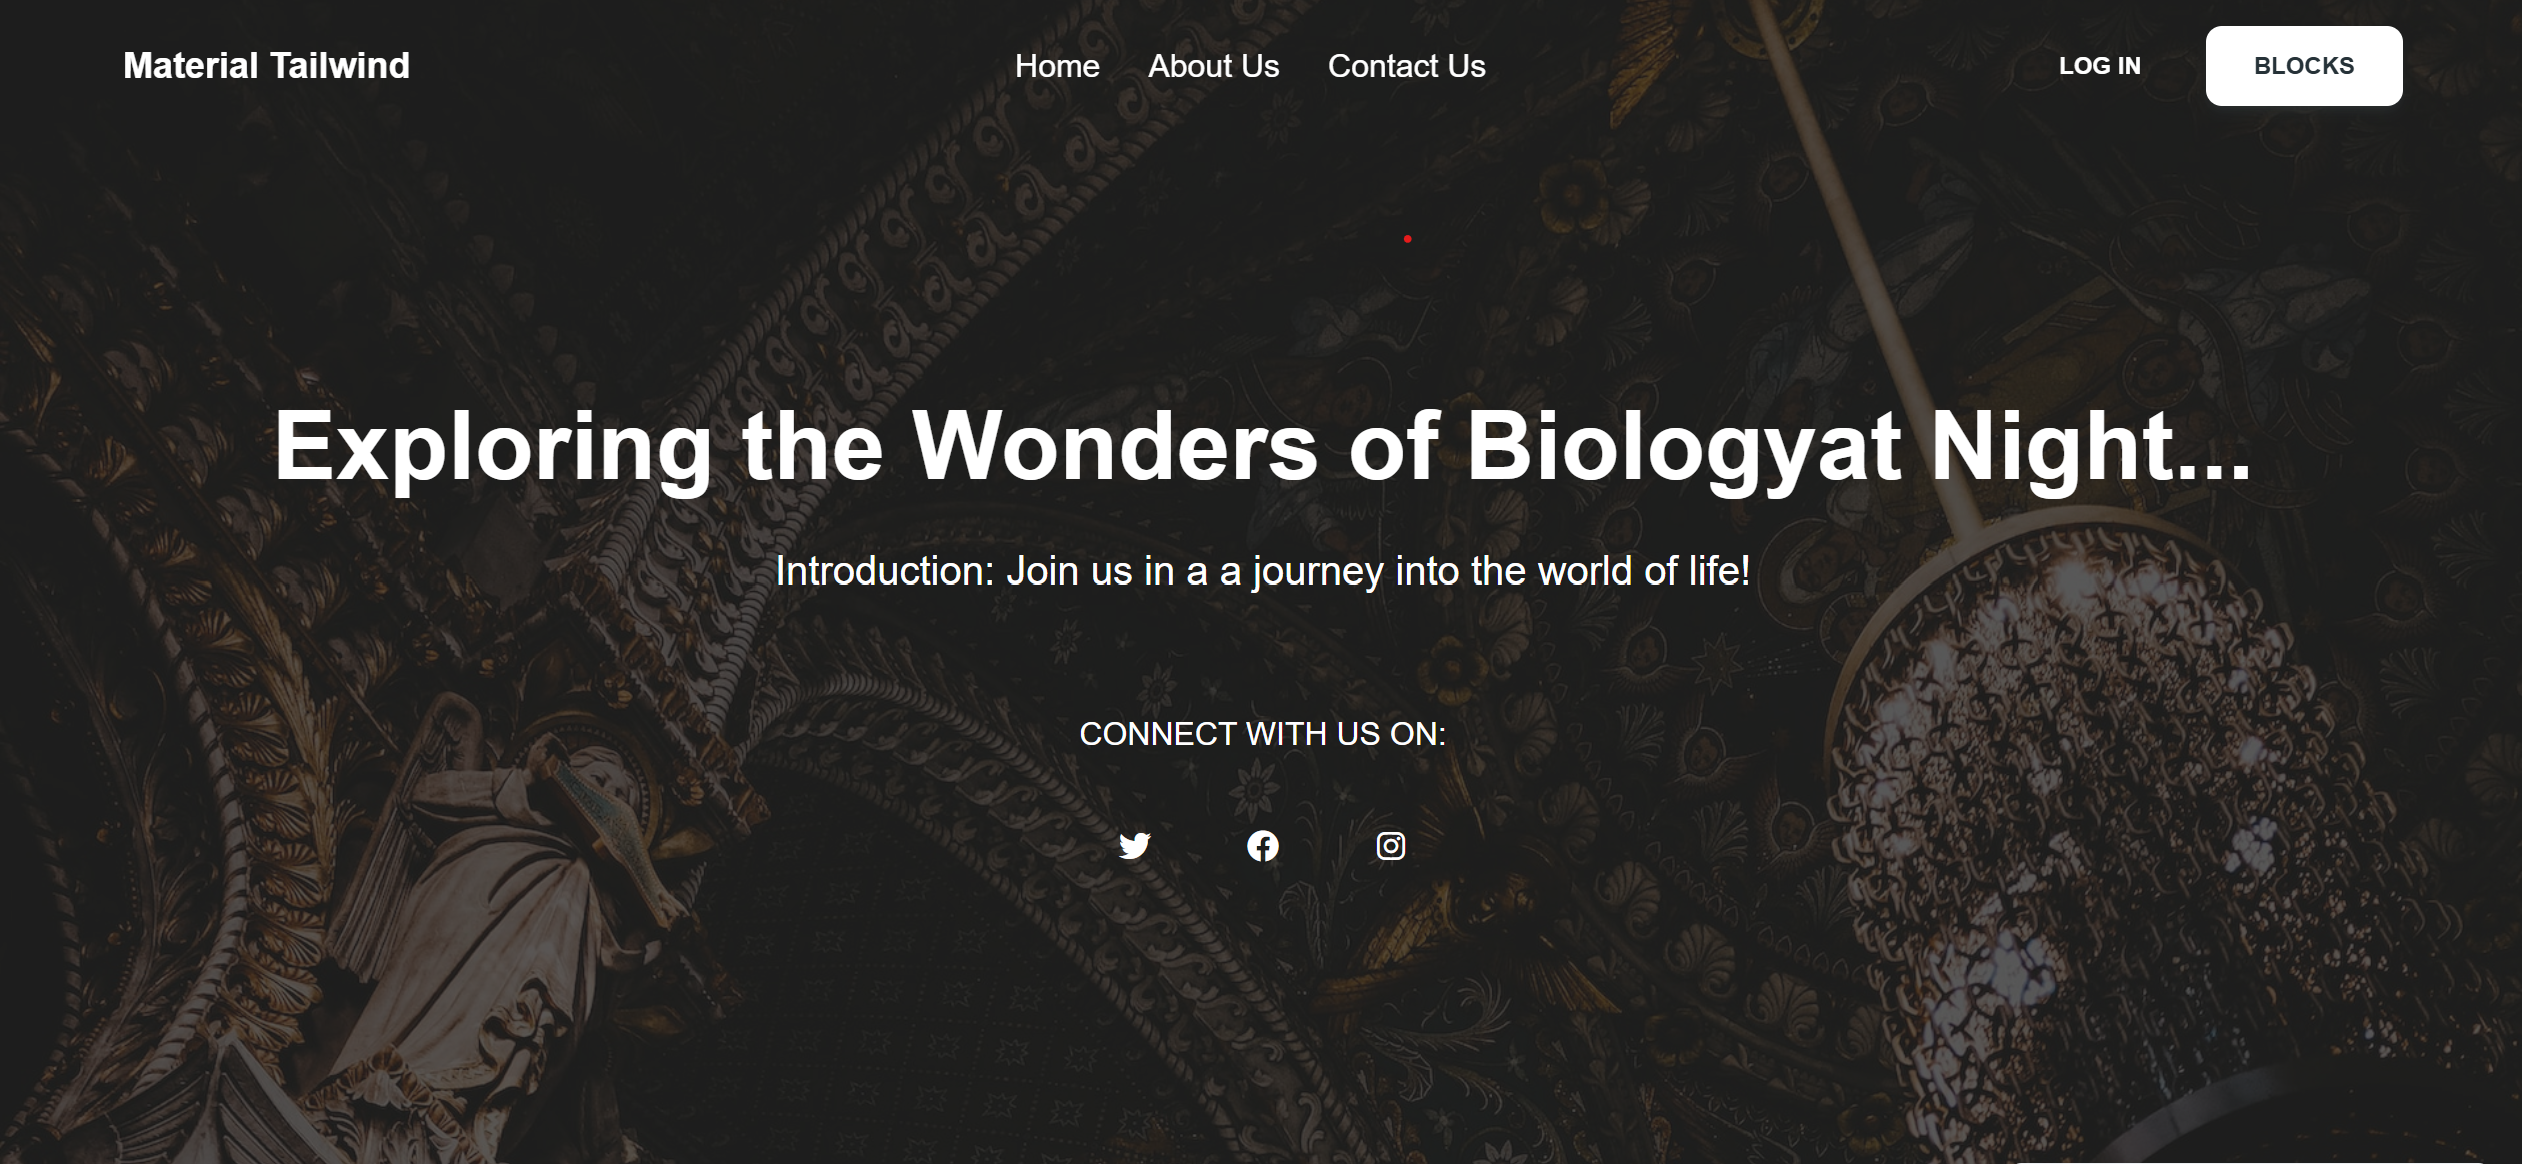 Material Tailwind
Home About Us Contact Us
LOG IN
BLOCKS
Exploring the Wonders of Biologyat Night...
Introduction: Join us in a a journey into the world of life!
CONNECT WITH US ON: